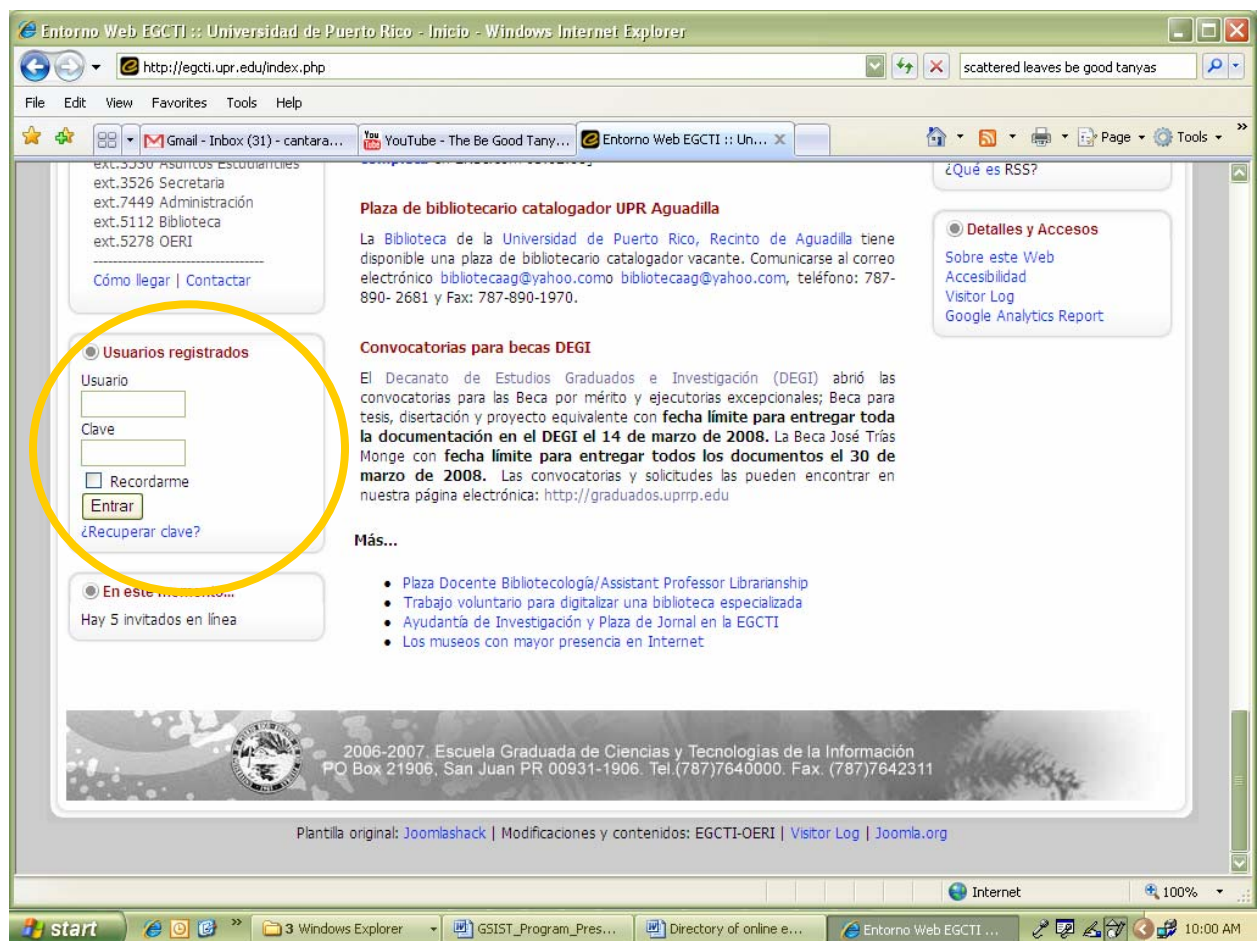 Entorno Web EGCTI :: Universidad de Puerto Rico - Inicio - Windows Internet Explorer
http://egcti.upr.edu/index.php
scattered leaves be good tanyas
File Edit View Favorites Tools Help
Gmail - Inbox (31) - cantara...
YouTube - The Be Good Tany...
Entorno Web EGCTI :: Un...
Page
Tools
ext.3530 Asuntos Estudiantiles
ext.3526 Secretaria
ext.7449 Administración
ext.5112 Biblioteca
ext.5278 OERI
----------------------------------
Cómo llegar | Contactar
Usuarios registrados
Usuario
Clave
Recordarme
Entrar
¿Recuperar clave?
En este
Hay 5 invitados en línea
Plaza de bibliotecario catalogador UPR Aguadilla
La Biblioteca de la Universidad de Puerto Rico, Recinto de Aguadilla tiene
disponible una plaza de bibliotecario catalogador vacante. Comunicarse al correo
electrónico bibliotecaag@yahoo.como bibliotecaag@yahoo.com, teléfono: 787-
890- 2681 y Fax: 787-890-1970.
Convocatorias para becas DEGI
El Decanato de Estudios Graduados e Investigación (DEGI) abrió las
convocatorias para las Beca por mérito y ejecutorias excepcionales; Beca para
tesis, disertación y proyecto equivalente con fecha límite para entregar toda
la documentación en el DEGI el 14 de marzo de 2008. La Beca José Trías
Monge con fecha límite para entregar todos los documentos el 30 de
marzo de 2008. Las convocatorias y solicitudes las pueden encontrar en
nuestra página electrónica: http://graduados.uprrp.edu
Más...
Plaza Docente Bibliotecología/Assistant Professor Librarianship
Trabajo voluntario para digitalizar una biblioteca especializada
Ayudantía de Investigación y Plaza de Jornal en la EGCTI
Los museos con mayor presencia en Internet
¿Qué es RSS?
Detalles y Accesos
Sobre este Web
Accesibilidad
Visitor Log
Google Analytics Report
2006-2007. Escuela Graduada de Ciencias y Tecnologías de la Información
PO Box 21906, San Juan PR 00931-1906. Tel.(787)7640000. Fax. (787)7642311
Plantilla original: Joomlashack | Modificaciones y contenidos: EGCTI-OERI | Visitor Log | Joomla.org
Internet
100%
start
3 Windows Explorer
GSIST_Program_Pres...
Directory of online e...
Entorno Web EGCTI ...
10:00 AM